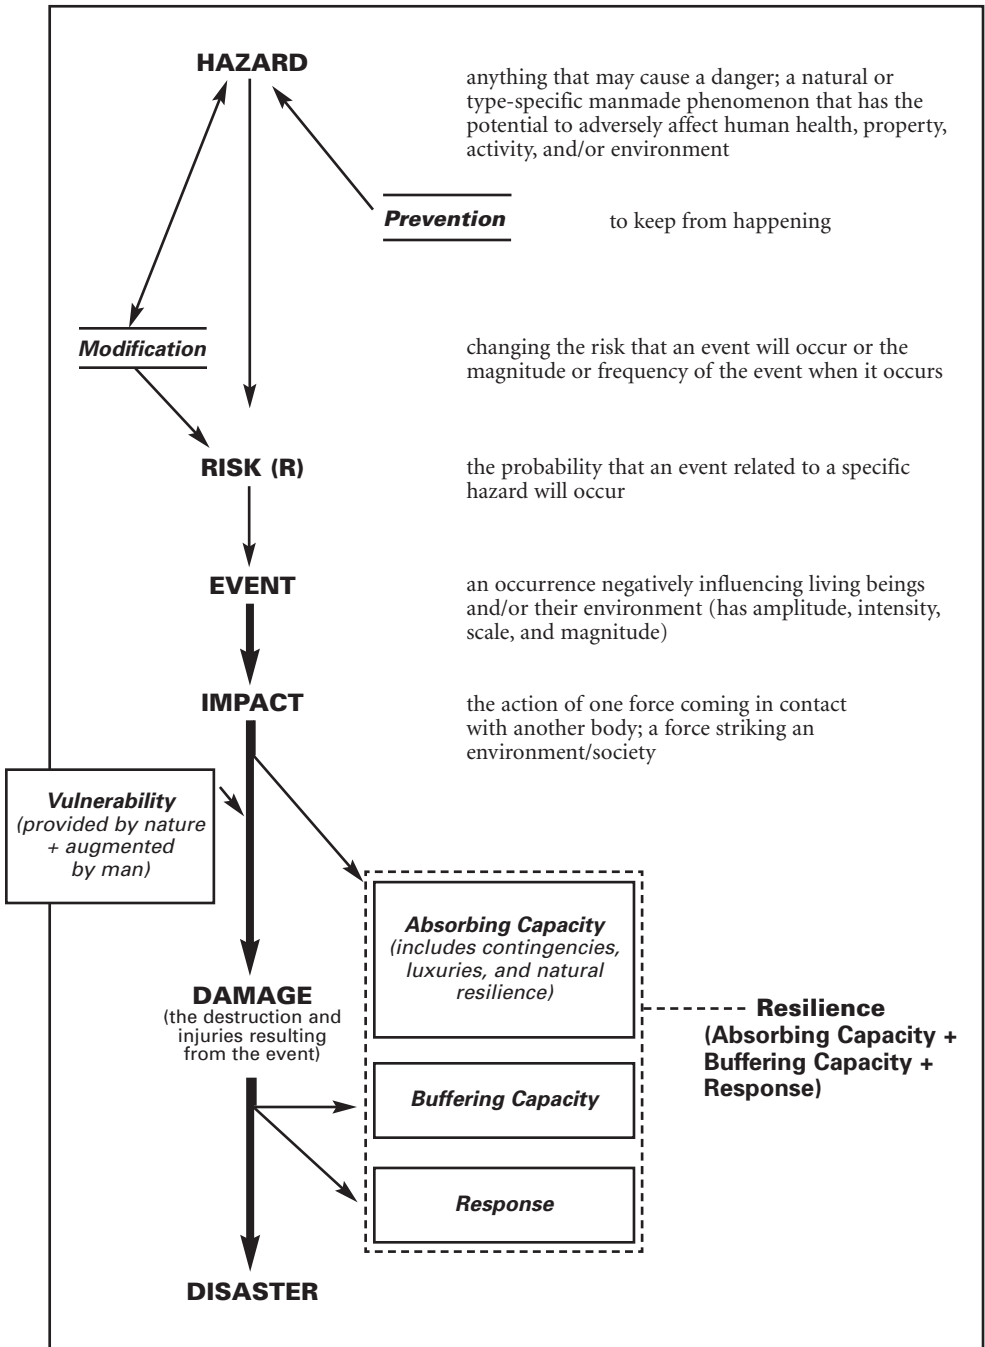 HAZARD
anything that may cause a danger; a natural or
type-specific manmade phenomenon that has the
potential to adversely affect human health, property,
activity, and/or environment
Prevention
to keep from happening
Modification
changing the risk that an event will occur or the
magnitude or frequency of the event when it occurs
RISK (R)
the probability that an event related to a specific
hazard will occur
EVENT
an occurrence negatively influencing living beings
and/or their environment (has amplitude, intensity,
scale, and magnitude)
IMPACT
the action of one force coming in contact
with another body; a force striking an
environment/society
Vulnerability
(provided by nature
+ augmented
by man)
Absorbing Capacity
(includes contingencies,
luxuries, and natural
resilience)
DAMAGE
(the destruction and
injuries resulting
from the event)
Resilience
(Absorbing Capacity +
Buffering Capacity +
Response)
Buffering Capacity
Response
DISASTER